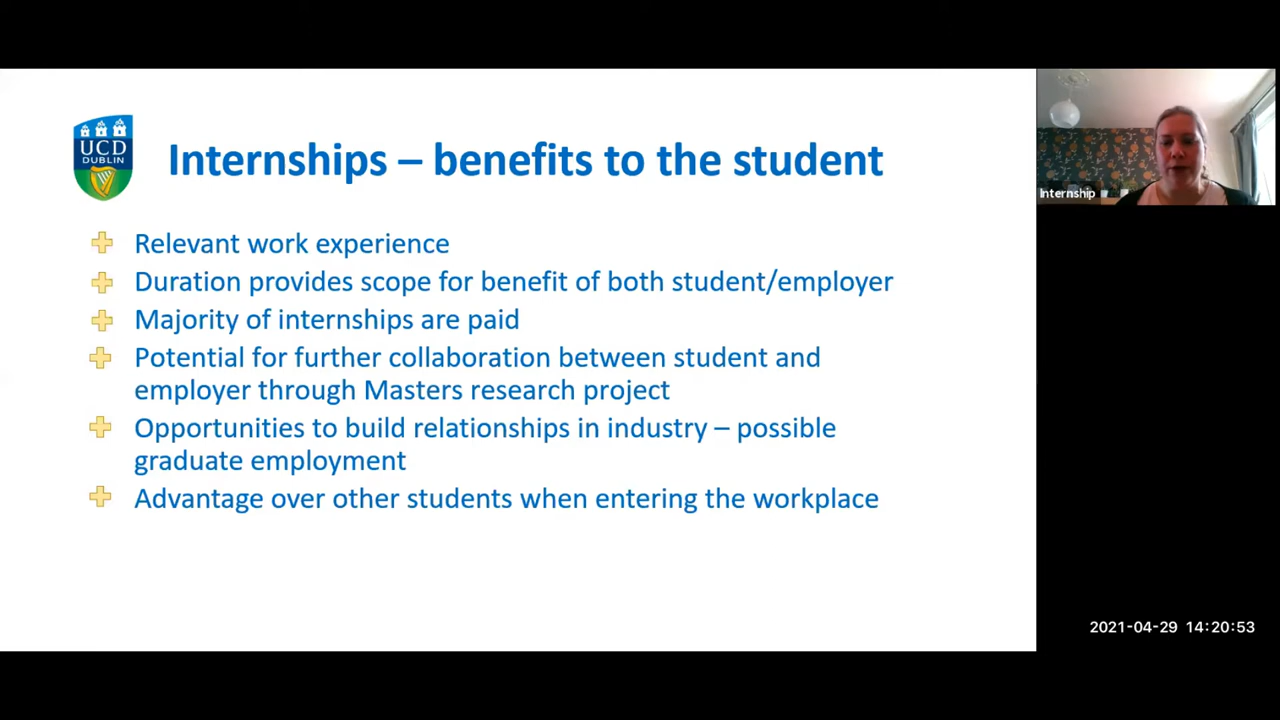 UCD
DUBLIN
Internships – benefits to the student
Relevant work experience
Duration provides scope for benefit of both student/employer
Majority of internships are paid
Potential for further collaboration between student and
employer through Masters research project
Opportunities to build relationships in industry – possible
graduate employment
Advantage over other students when entering the workplace
Internship
2021-04-29 14:20:53